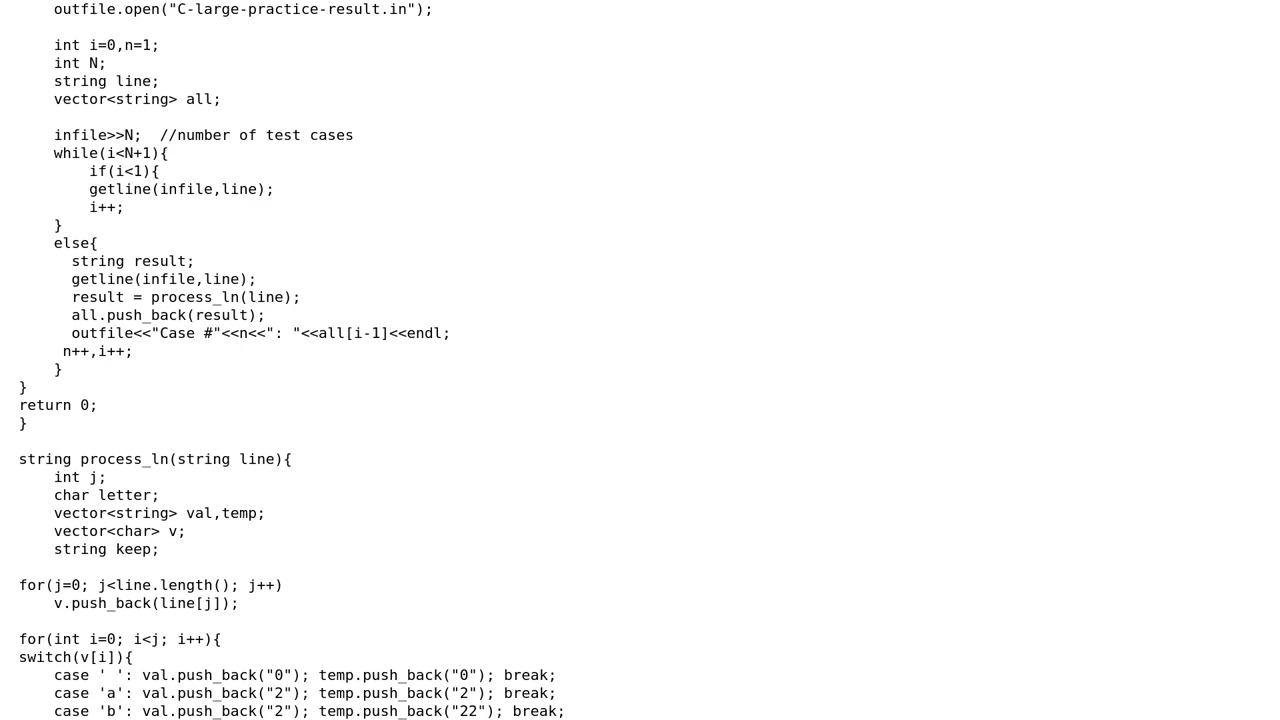 outfile.open("C-large-practice-result.in");

    int i=0,n=1;
    int N;
    string line;
    vector<string> all;

    infile>>N;  //number of test cases
    while(i<N+1){
        if(i<1){
        getline(infile,line);
        i++;
    }
    else{
      string result;
      getline(infile,line);
      result = process_ln(line);
      all.push_back(result);
      outfile<<"Case #"<<n<<": "<<all[i-1]<<endl;
     n++,i++;
    }
}
return 0;
}

string process_ln(string line){
    int j;
    char letter;
    vector<string> val,temp;
    vector<char> v;
    string keep;

for(j=0; j<line.length(); j++)
    v.push_back(line[j]);

for(int i=0; i<j; i++){
switch(v[i]){
    case ' ': val.push_back("0"); temp.push_back("0"); break;
    case 'a': val.push_back("2"); temp.push_back("2"); break;
    case 'b': val.push_back("2"); temp.push_back("22"); break;